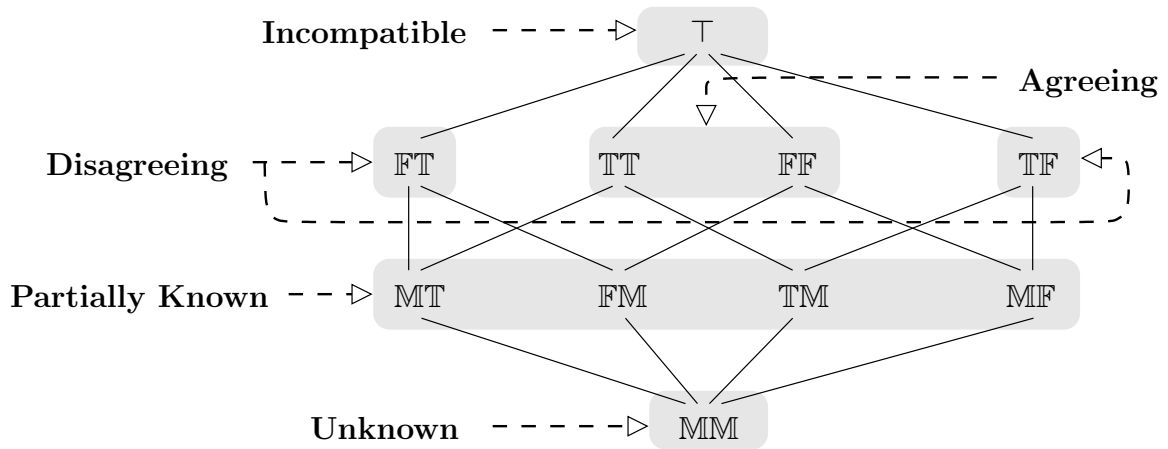 Incompatible ⊤
Agreeing
Disagreeing 𝔽𝕋 𝕋𝕋 𝔽𝔽 𝕋𝔽
Partially Known 𝕄𝕋 𝔽𝕄 𝕋𝕄 𝕄𝔽
Unknown 𝕄𝕄